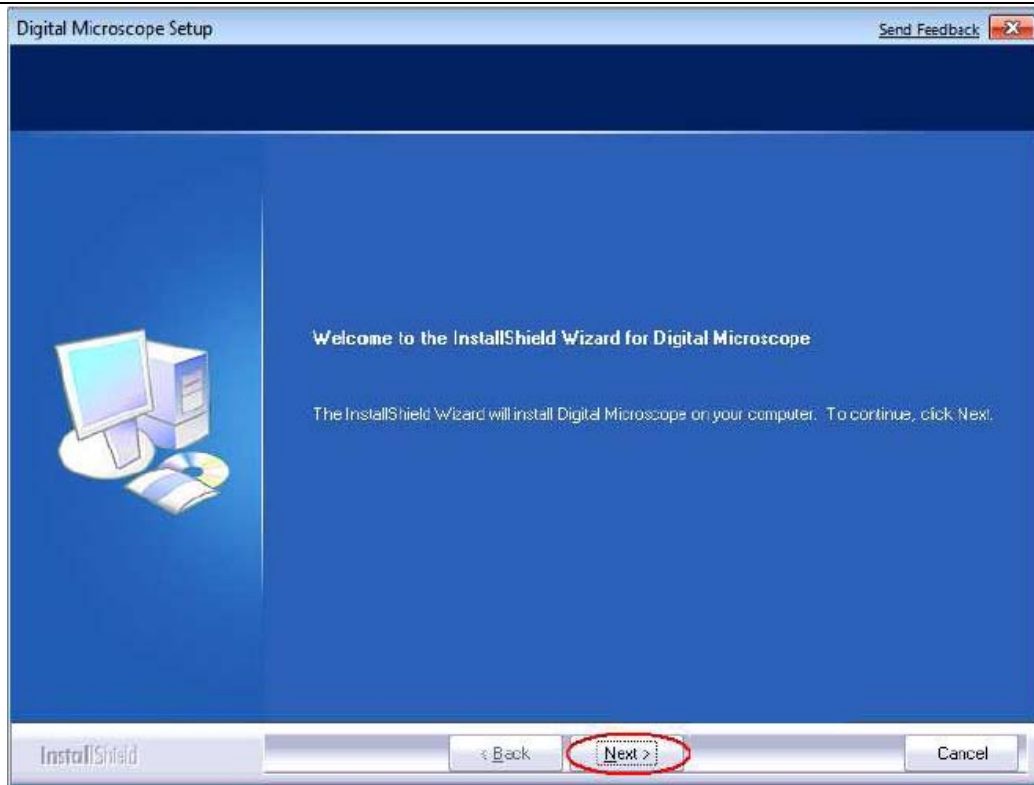 Digital Microscope Setup
Send Feedback
Welcome to the InstallShield Wizard for Digital Microscope
The InstallShield Wizard will install Digital Microscope on your computer. To continue, click Next.
InstallShield
< Back
Next >
Cancel